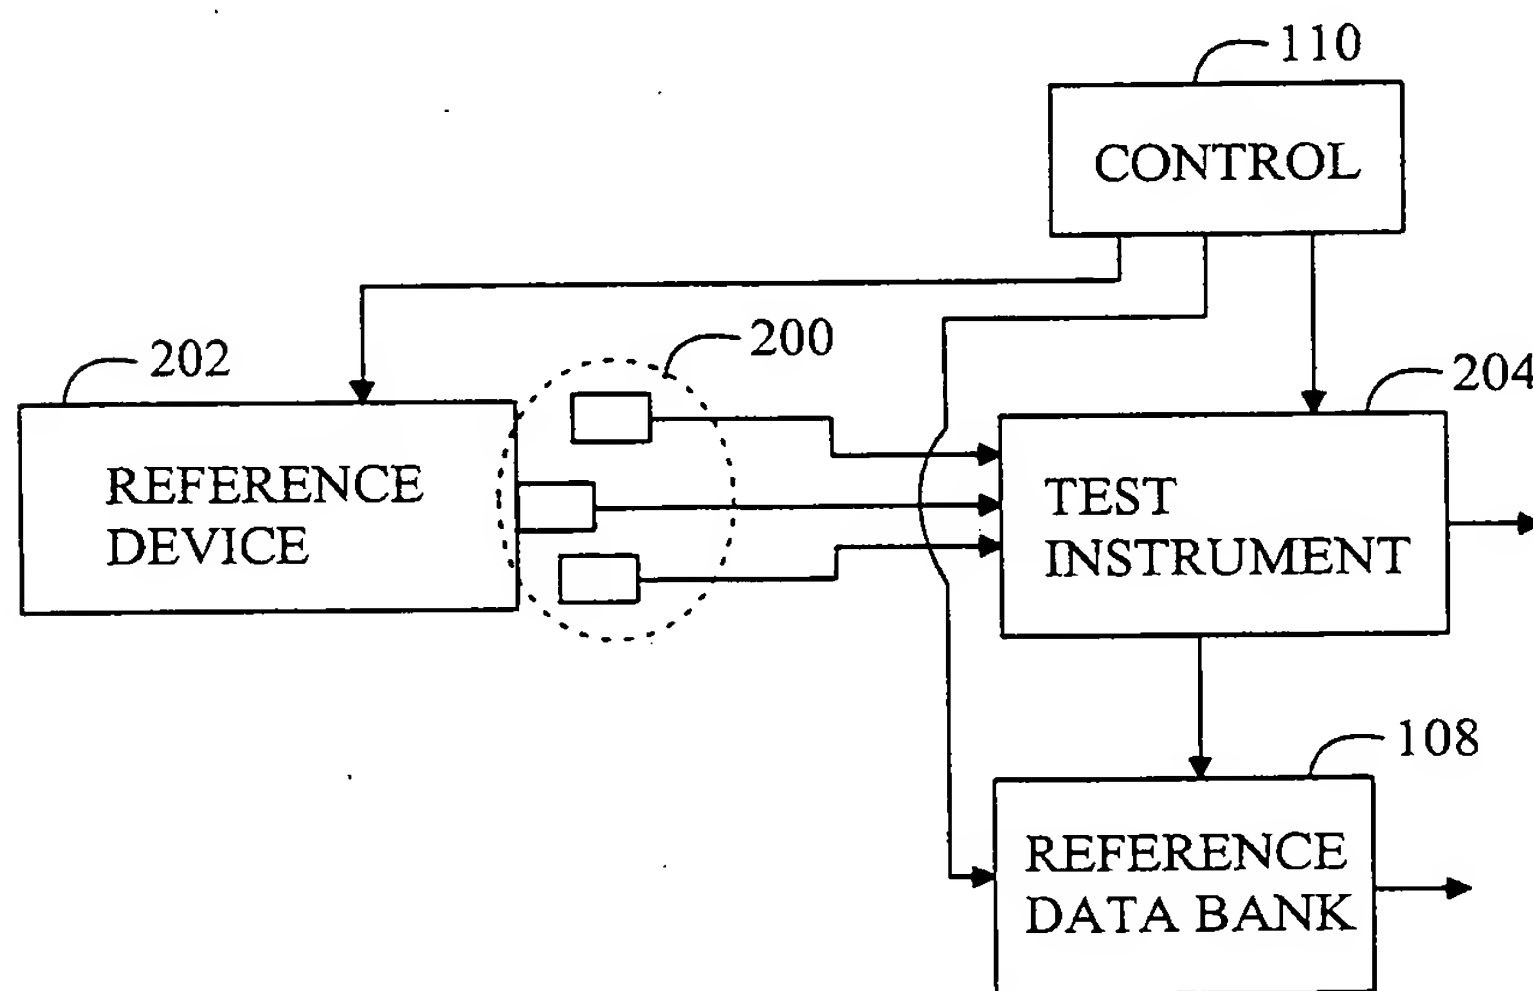 110
CONTROL
200
202
204
REFERENCE
DEVICE
TEST
INSTRUMENT
108
REFERENCE
DATA BANK